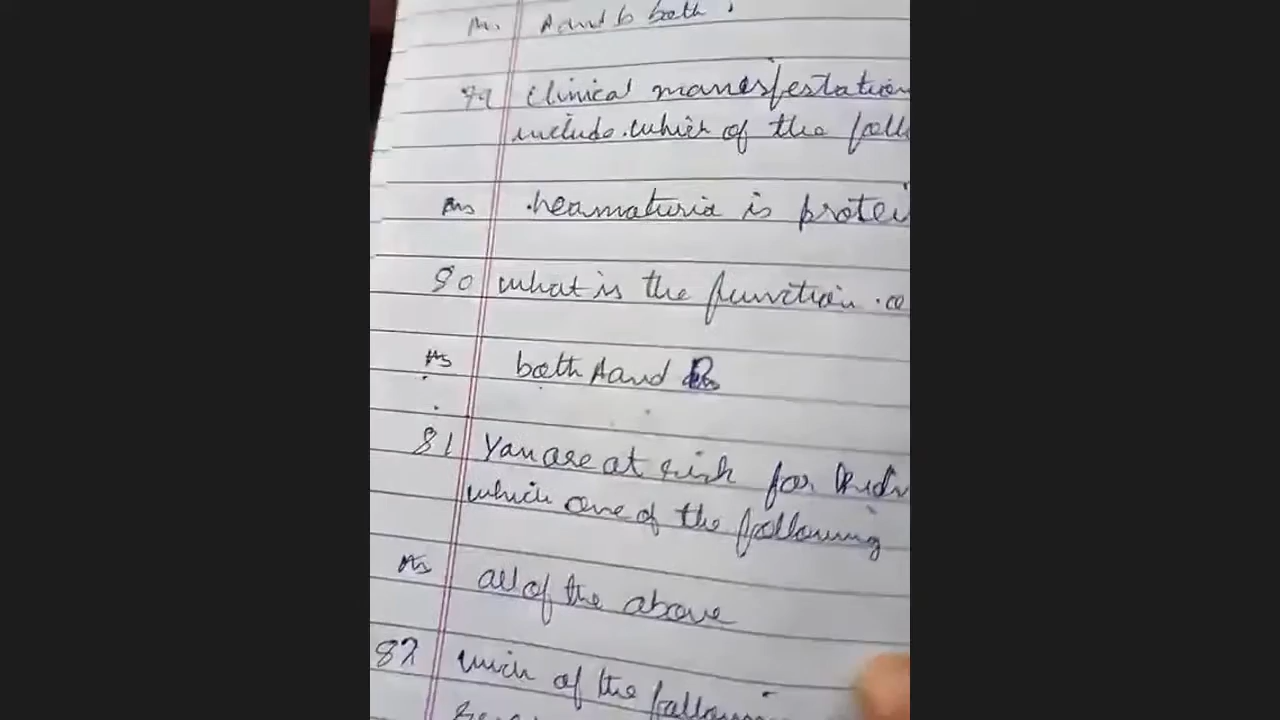 Ans. A and b both.
79 Clinical manesfestation
include. which of the foll
Ans .heamaturia is protei
80 what is the function .o
Ans both A and B
81 You are at risk for kidn
which one of the following
Ans all of the above
82 which of the following